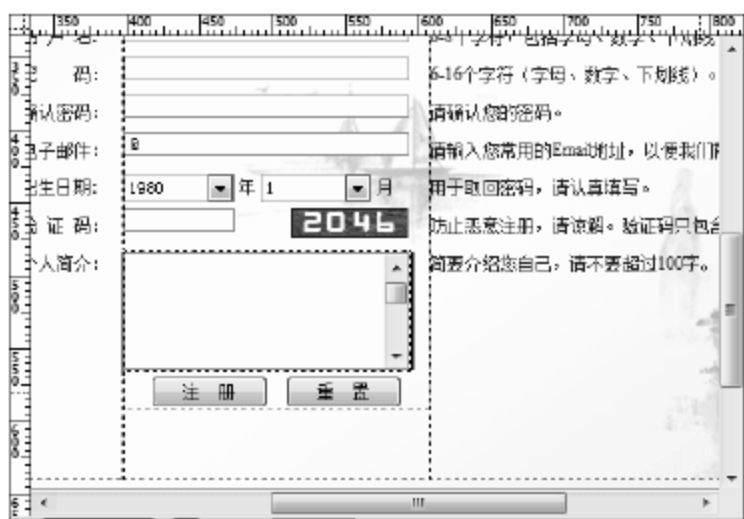 350 400 450 500 550 600 650 700 750 800
码: 6-16个字符（字母、数字、下划线）。
确认密码: 请确认您的密码。
电子邮件: @ 请输入您常用的Email地址，以便我们
出生日期: 1980 年 1 月 用于取回密码，请认真填写。
验 证 码: 2046 防止恶意注册，请谅解。验证码只包含
个人简介: 简要介绍您自己，请不要超过100字。
注 册 重 置